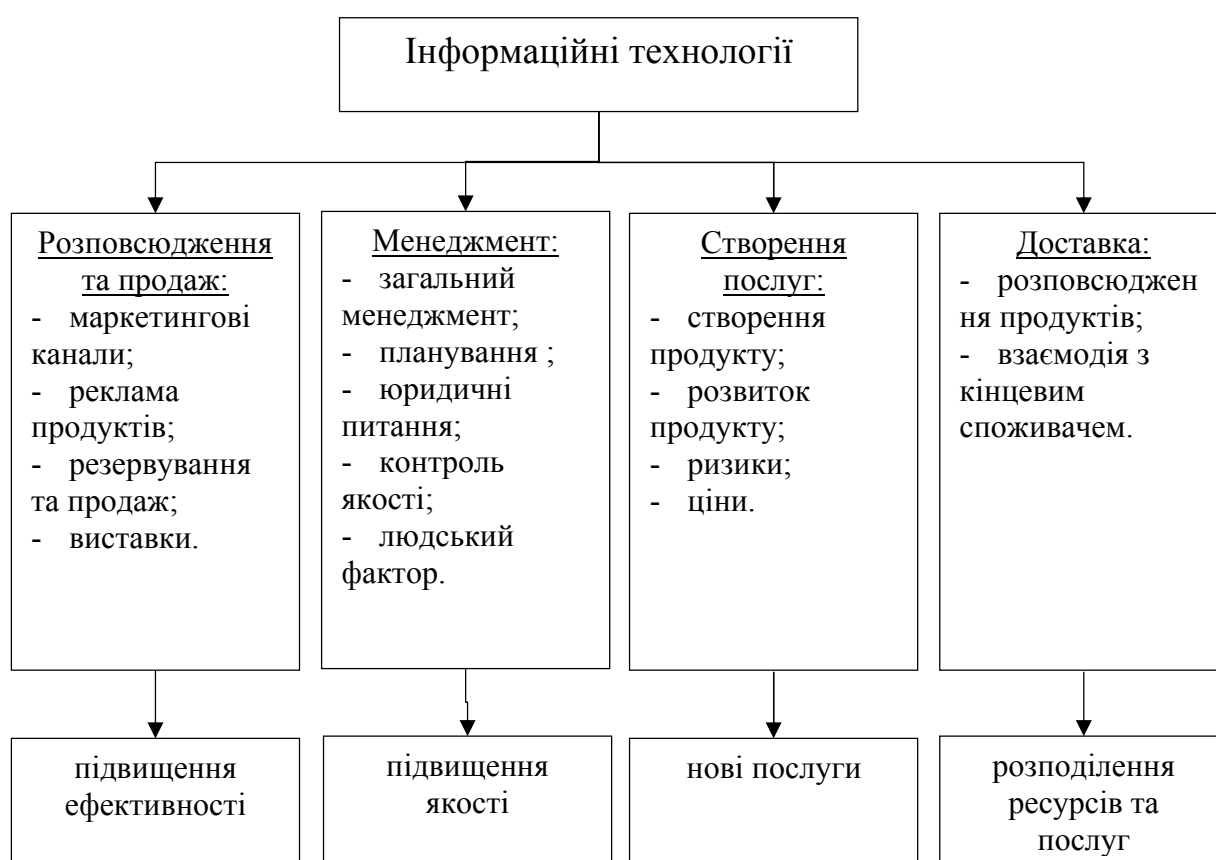 Інформаційні технології
Розповсюдження
та продаж:
- маркетингові
канали;
- реклама
продуктів;
- резервування
та продаж;
- виставки.
Менеджмент:
- загальний
менеджмент;
- планування ;
- юридичні
питання;
- контроль
якості;
- людський
фактор.
Створення
послуг:
- створення
продукту;
- розвиток
продукту;
- ризики;
- ціни.
Доставка:
- розповсюджен
ня продуктів;
- взаємодія з
кінцевим
споживачем.
підвищення
ефективності
підвищення
якості
нові послуги
розподілення
ресурсів та
послуг